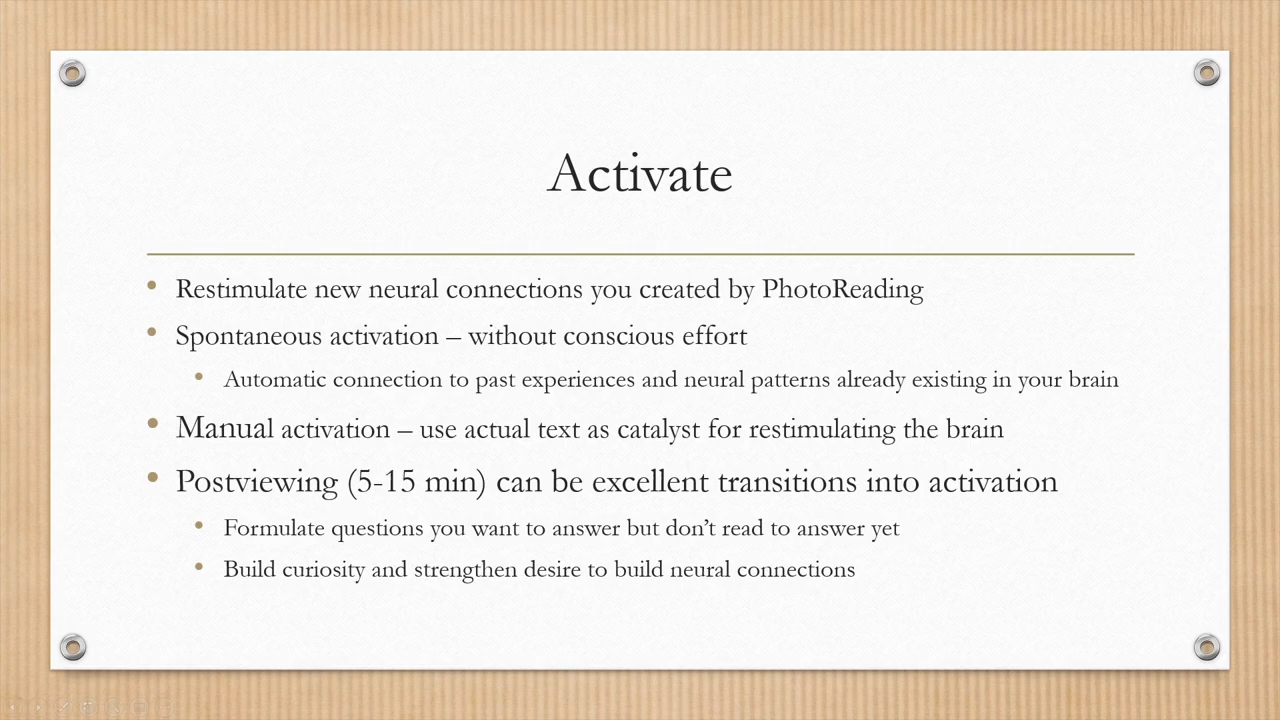 Activate
Restimulate new neural connections you created by PhotoReading
Spontaneous activation – without conscious effort
Automatic connection to past experiences and neural patterns already existing in your brain
Manual activation – use actual text as catalyst for restimulating the brain
Postviewing (5-15 min) can be excellent transitions into activation
Formulate questions you want to answer but don’t read to answer yet
Build curiosity and strengthen desire to build neural connections